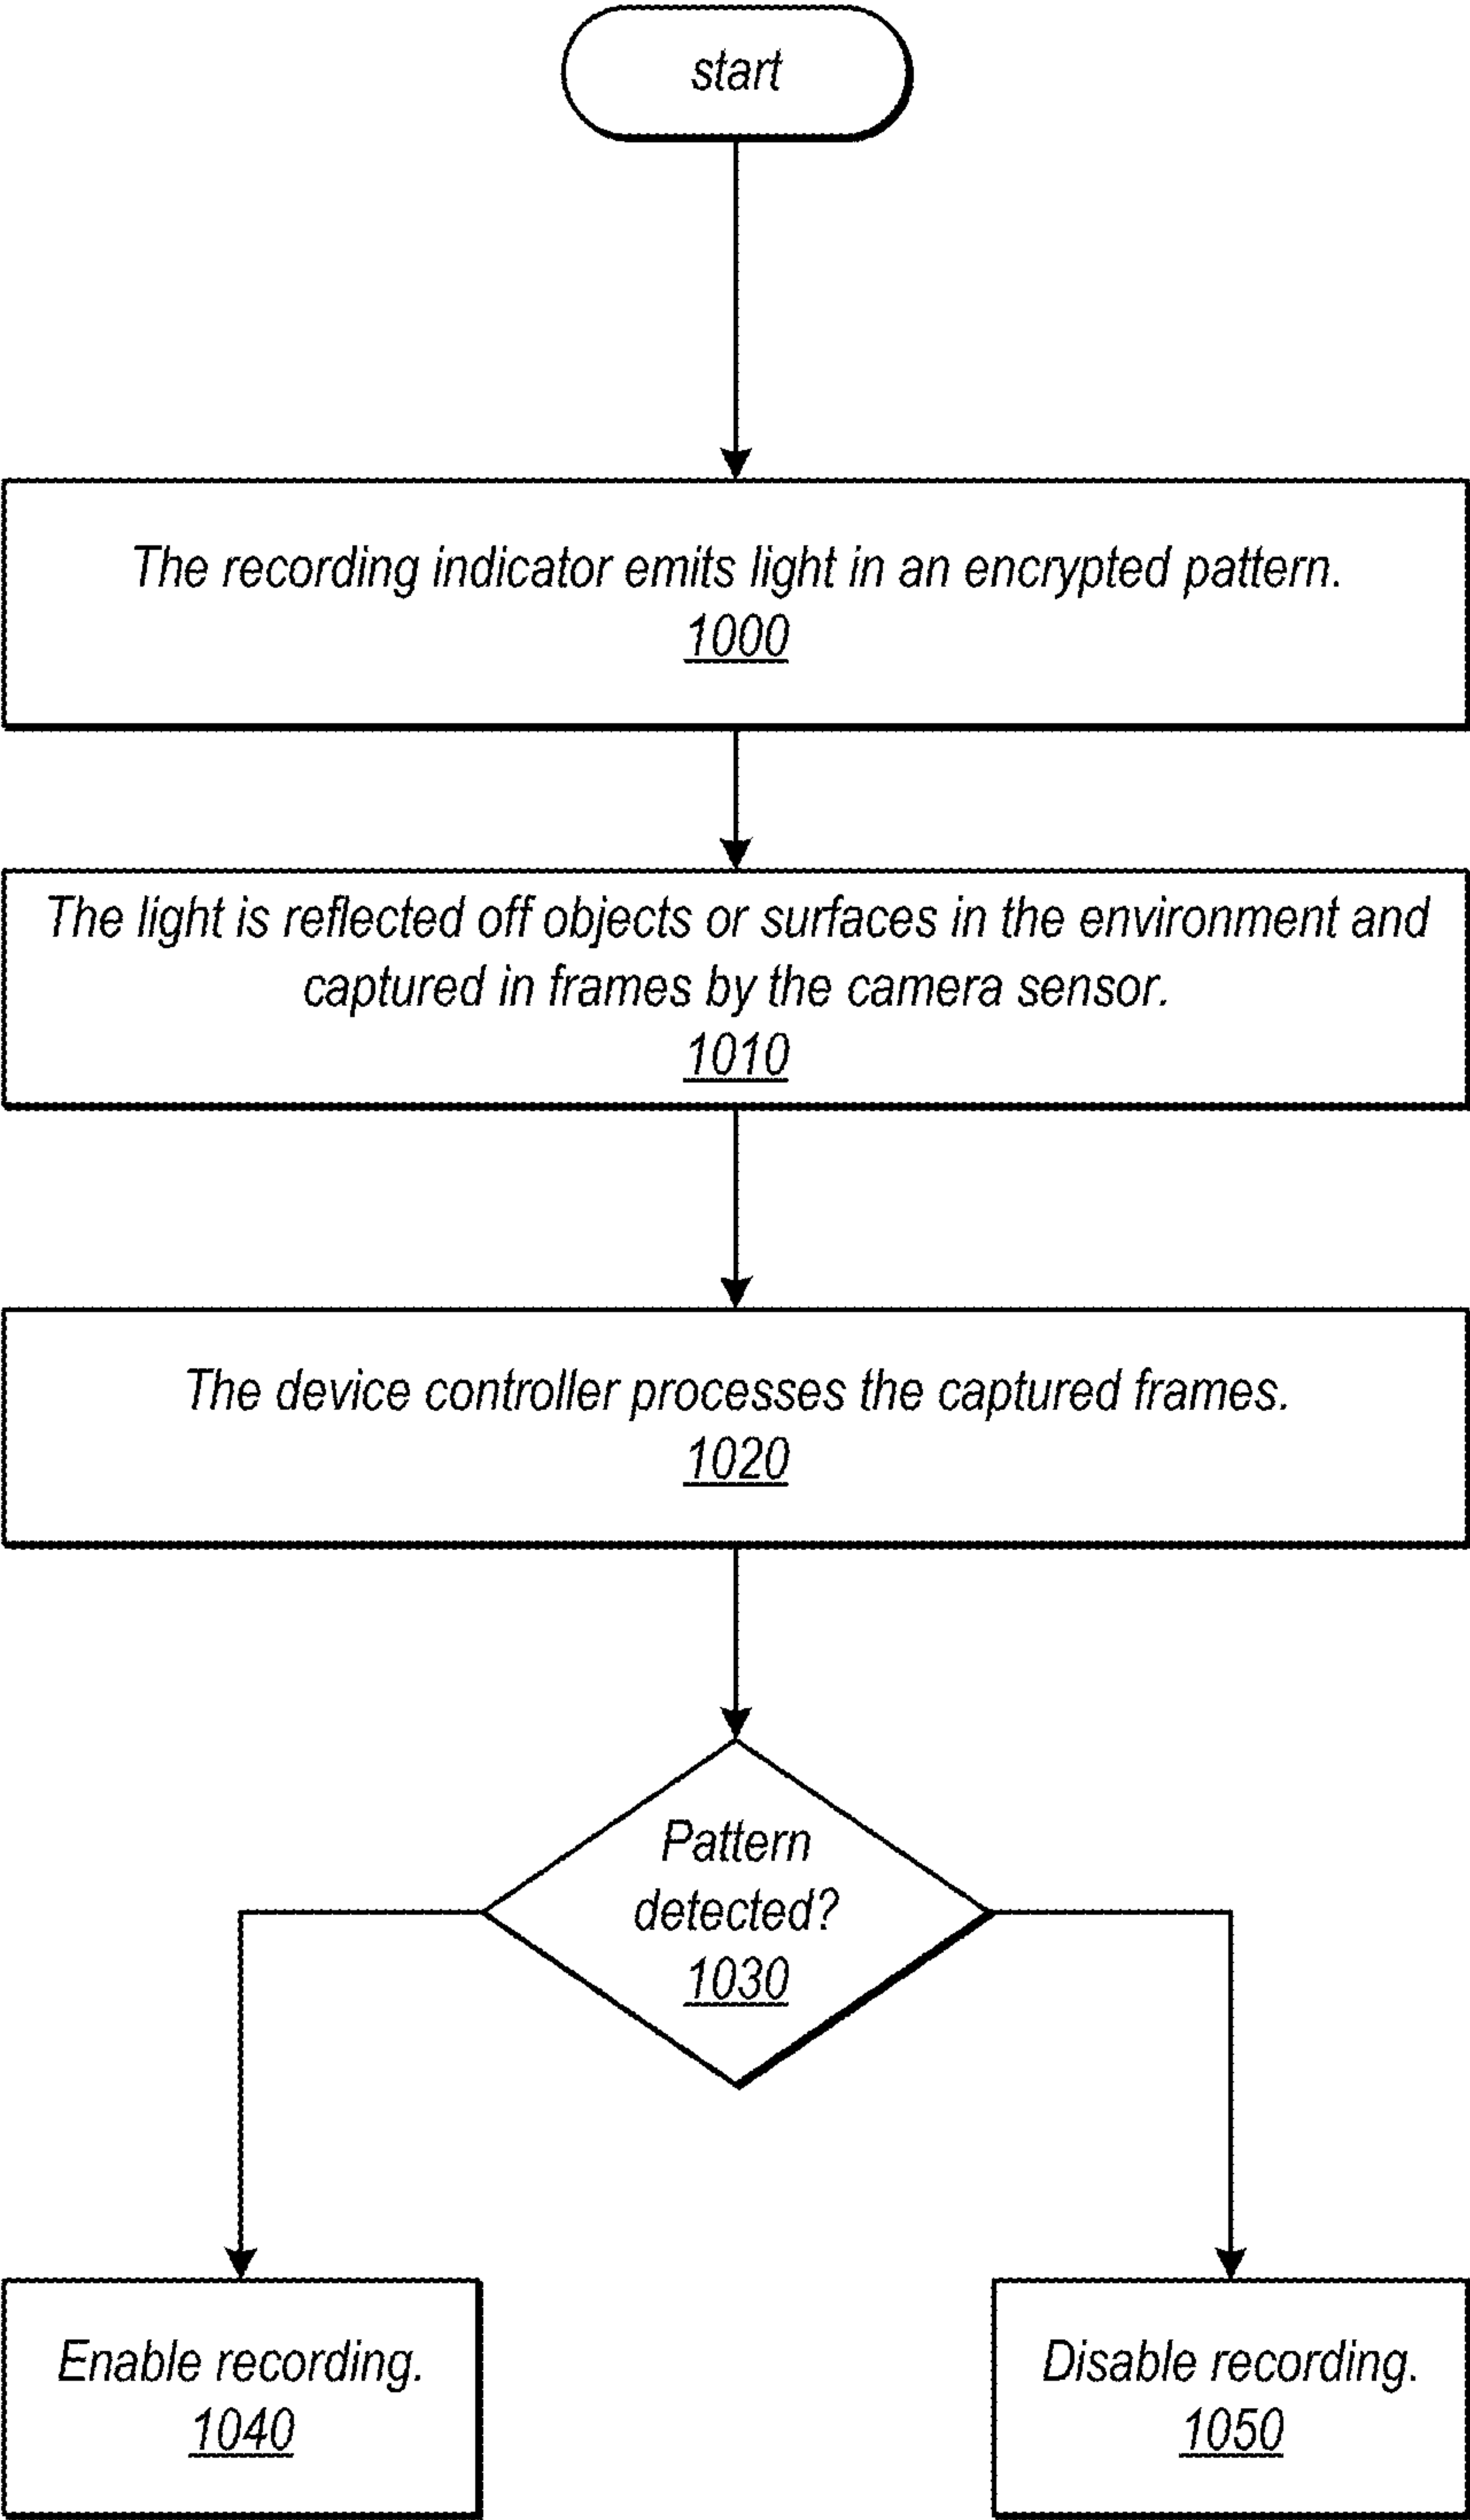 start
The recording indicator emits light in an encrypted pattern.
1000
The light is reflected off objects or surfaces in the environment and
captured in frames by the camera sensor.
1010
The device controller processes the captured frames.
1020
Pattern
detected?
1030
Enable recording.
1040
Disable recording.
1050